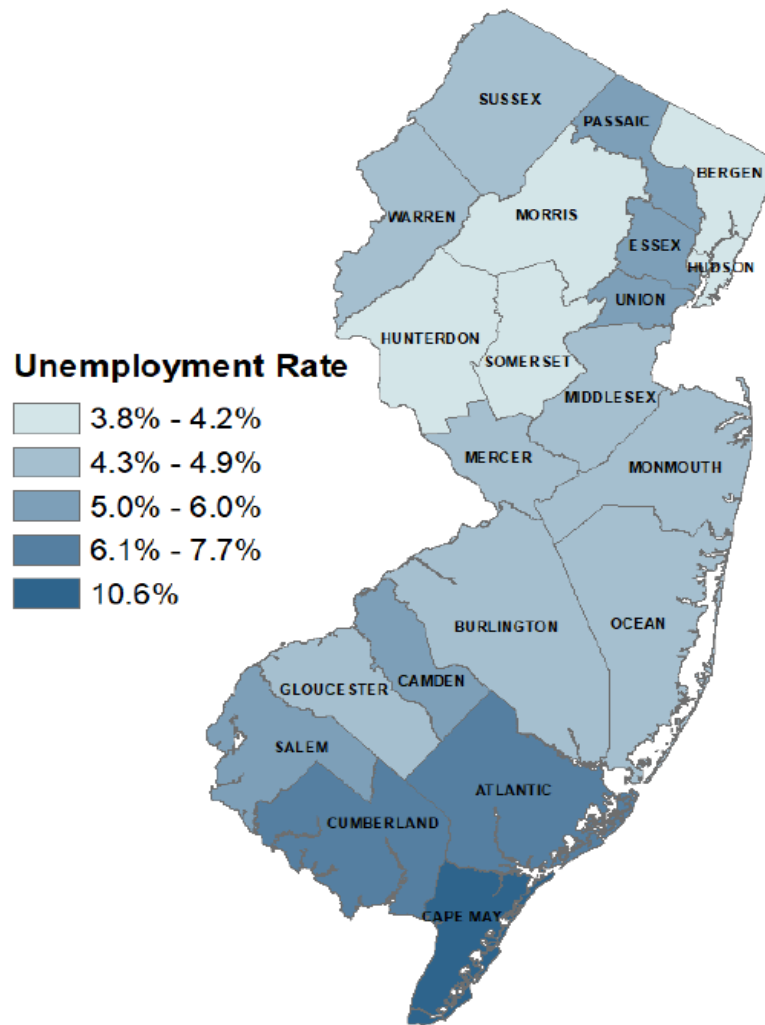 SUSSEX
PASSAIC
BERGEN
WARREN
MORRIS
ESSEX
HUDSON
UNION
HUNTERDON
SOMERSET
Unemployment Rate
3.8% - 4.2%
4.3% - 4.9%
5.0% - 6.0%
6.1% - 7.7%
10.6%
MIDDLESEX
MERCER
MONMOUTH
OCEAN
BURLINGTON
CAMDEN
GLOUCESTER
SALEM
ATLANTIC
CUMBERLAND
CAPE MAY